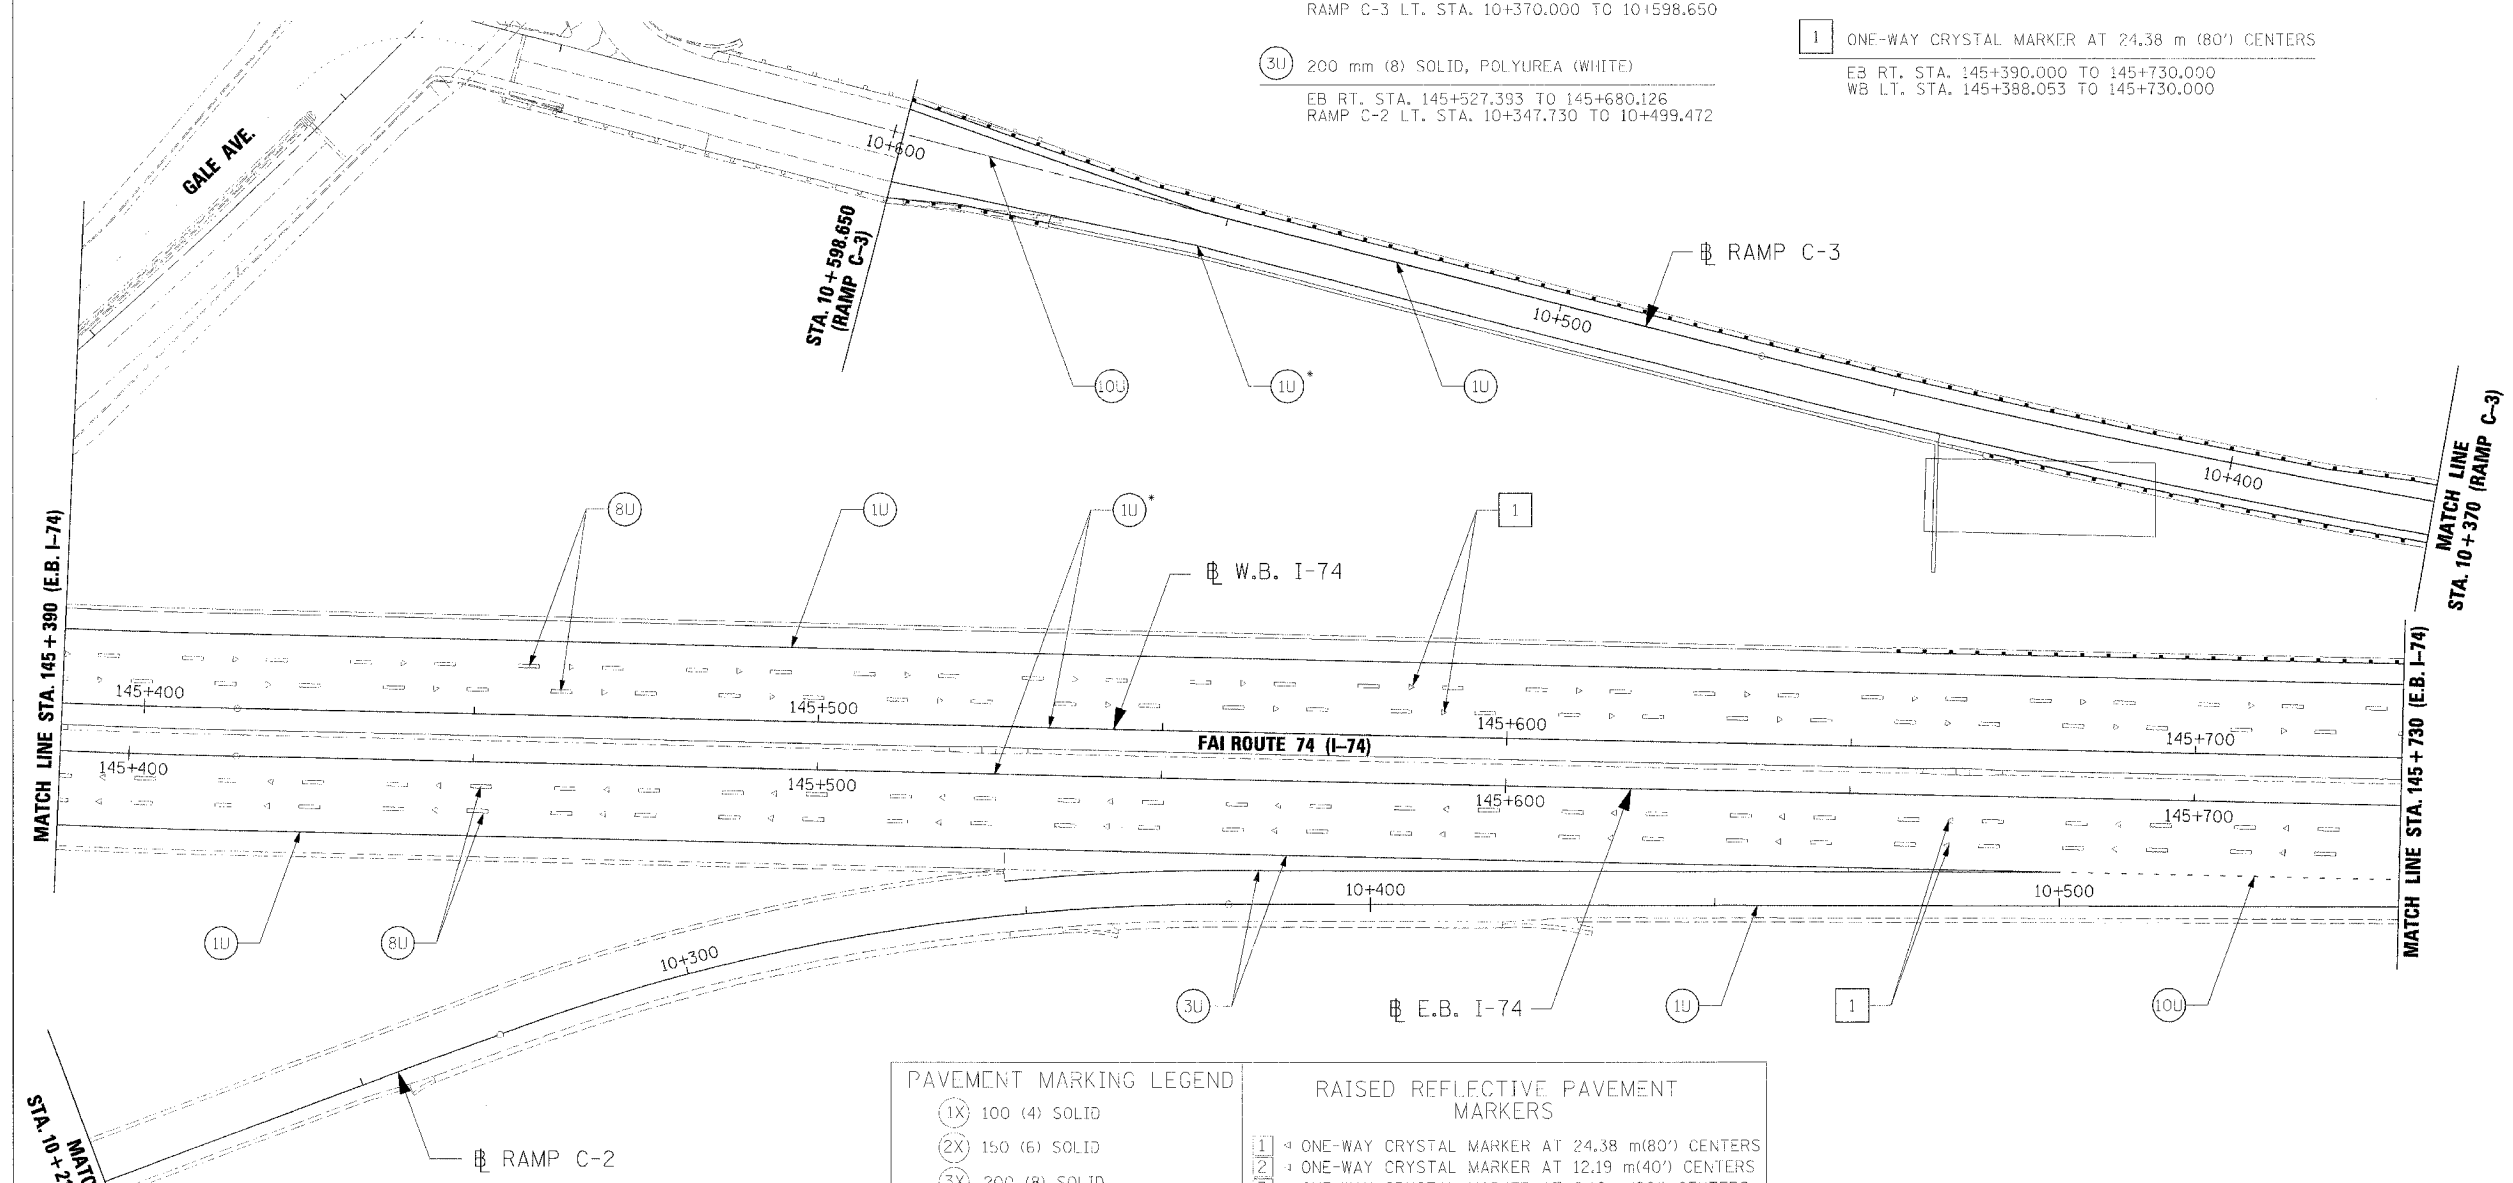 RAMP C-3 LT. STA. 10+370.000 TO 10+598.650
3U 200 mm (8) SOLID, POLYUREA (WHITE)
EB RT. STA. 145+527.393 TO 145+680.126
RAMP C-2 LT. STA. 10+347.730 TO 10+499.472
1 ONE-WAY CRYSTAL MARKER AT 24.38 m (80') CENTERS
EB RT. STA. 145+390.000 TO 145+730.000
WB LT. STA. 145+388.053 TO 145+730.000
GALE AVE.
10+600
STA. 10+598.650
(RAMP C-3)
℄ RAMP C-3
10+500
10U
1U*
1U
10+400
MATCH LINE
STA. 10+370 (RAMP C-3)
MATCH LINE STA. 145+390 (E.B. I-74)
8U
1U
1U*
1
℄ W.B. I-74
145+400
145+500
145+600
145+700
FAI ROUTE 74 (I-74)
145+400
145+500
145+600
145+700
MATCH LINE STA. 145+730 (E.B. I-74)
10+400
10+500
1U
8U
10+300
3U
℄ E.B. I-74
1U
1
10U
℄ RAMP C-2
PAVEMENT MARKING LEGEND
1X 100 (4) SOLID
2X 150 (6) SOLID
3X 200 (8) SOLID
RAISED REFLECTIVE PAVEMENT
MARKERS
1 ONE-WAY CRYSTAL MARKER AT 24.38 m(80') CENTERS
2 ONE-WAY CRYSTAL MARKER AT 12.19 m(40') CENTERS